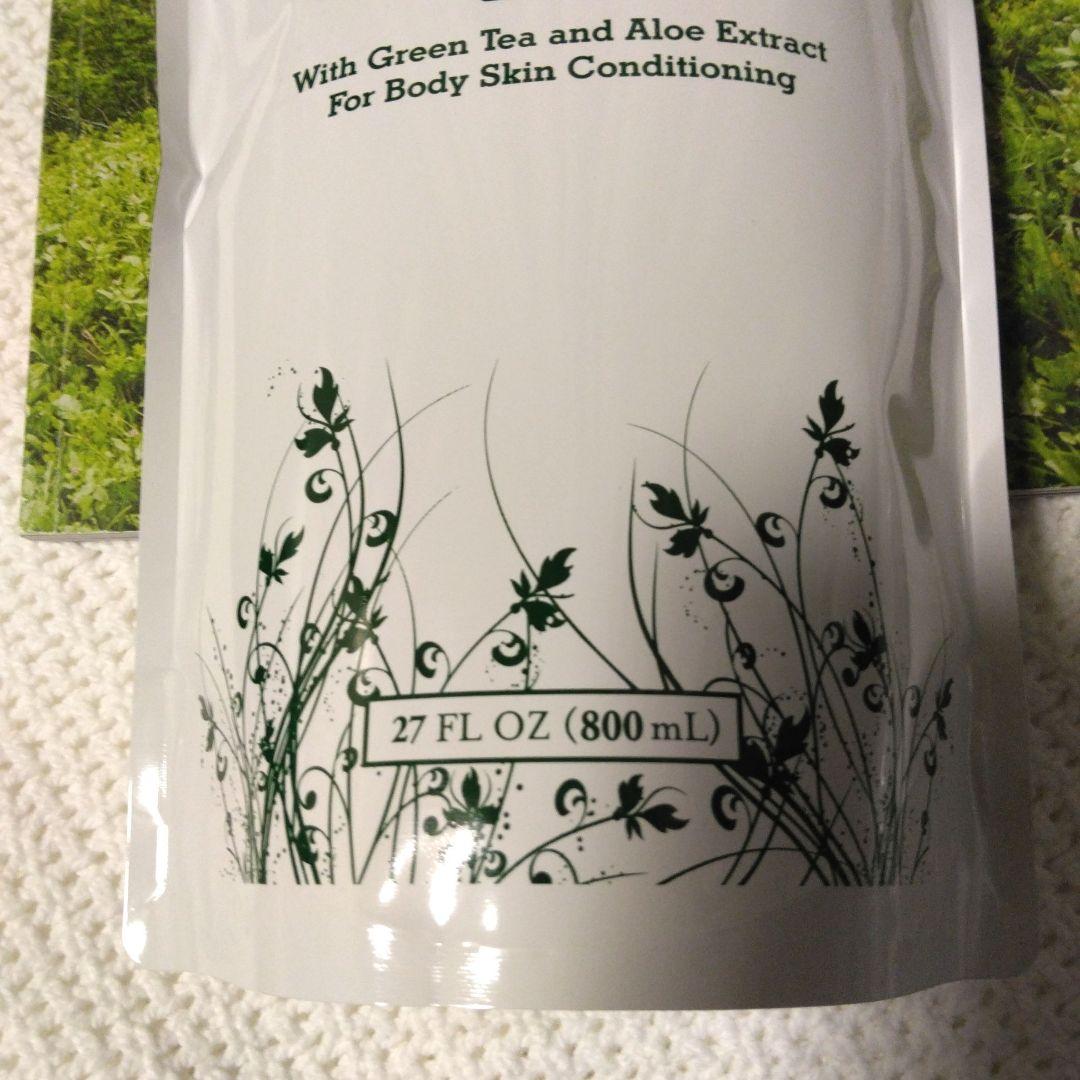 With Green Tea and Aloe Extract
For Body Skin Conditioning
27 FL OZ (800 mL)